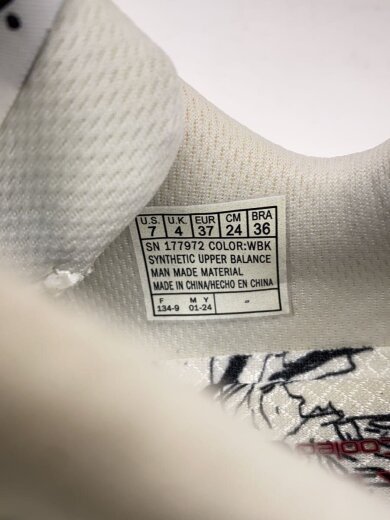 U.S. U.K. EUR CM BRA
7 4 37 24 36
SN 177972 COLOR:WBK
SYNTHETIC UPPER BALANCE
MAN MADE MATERIAL
MADE IN CHINA/HECHO EN CHINA
F M Y
134-9 01-24 "